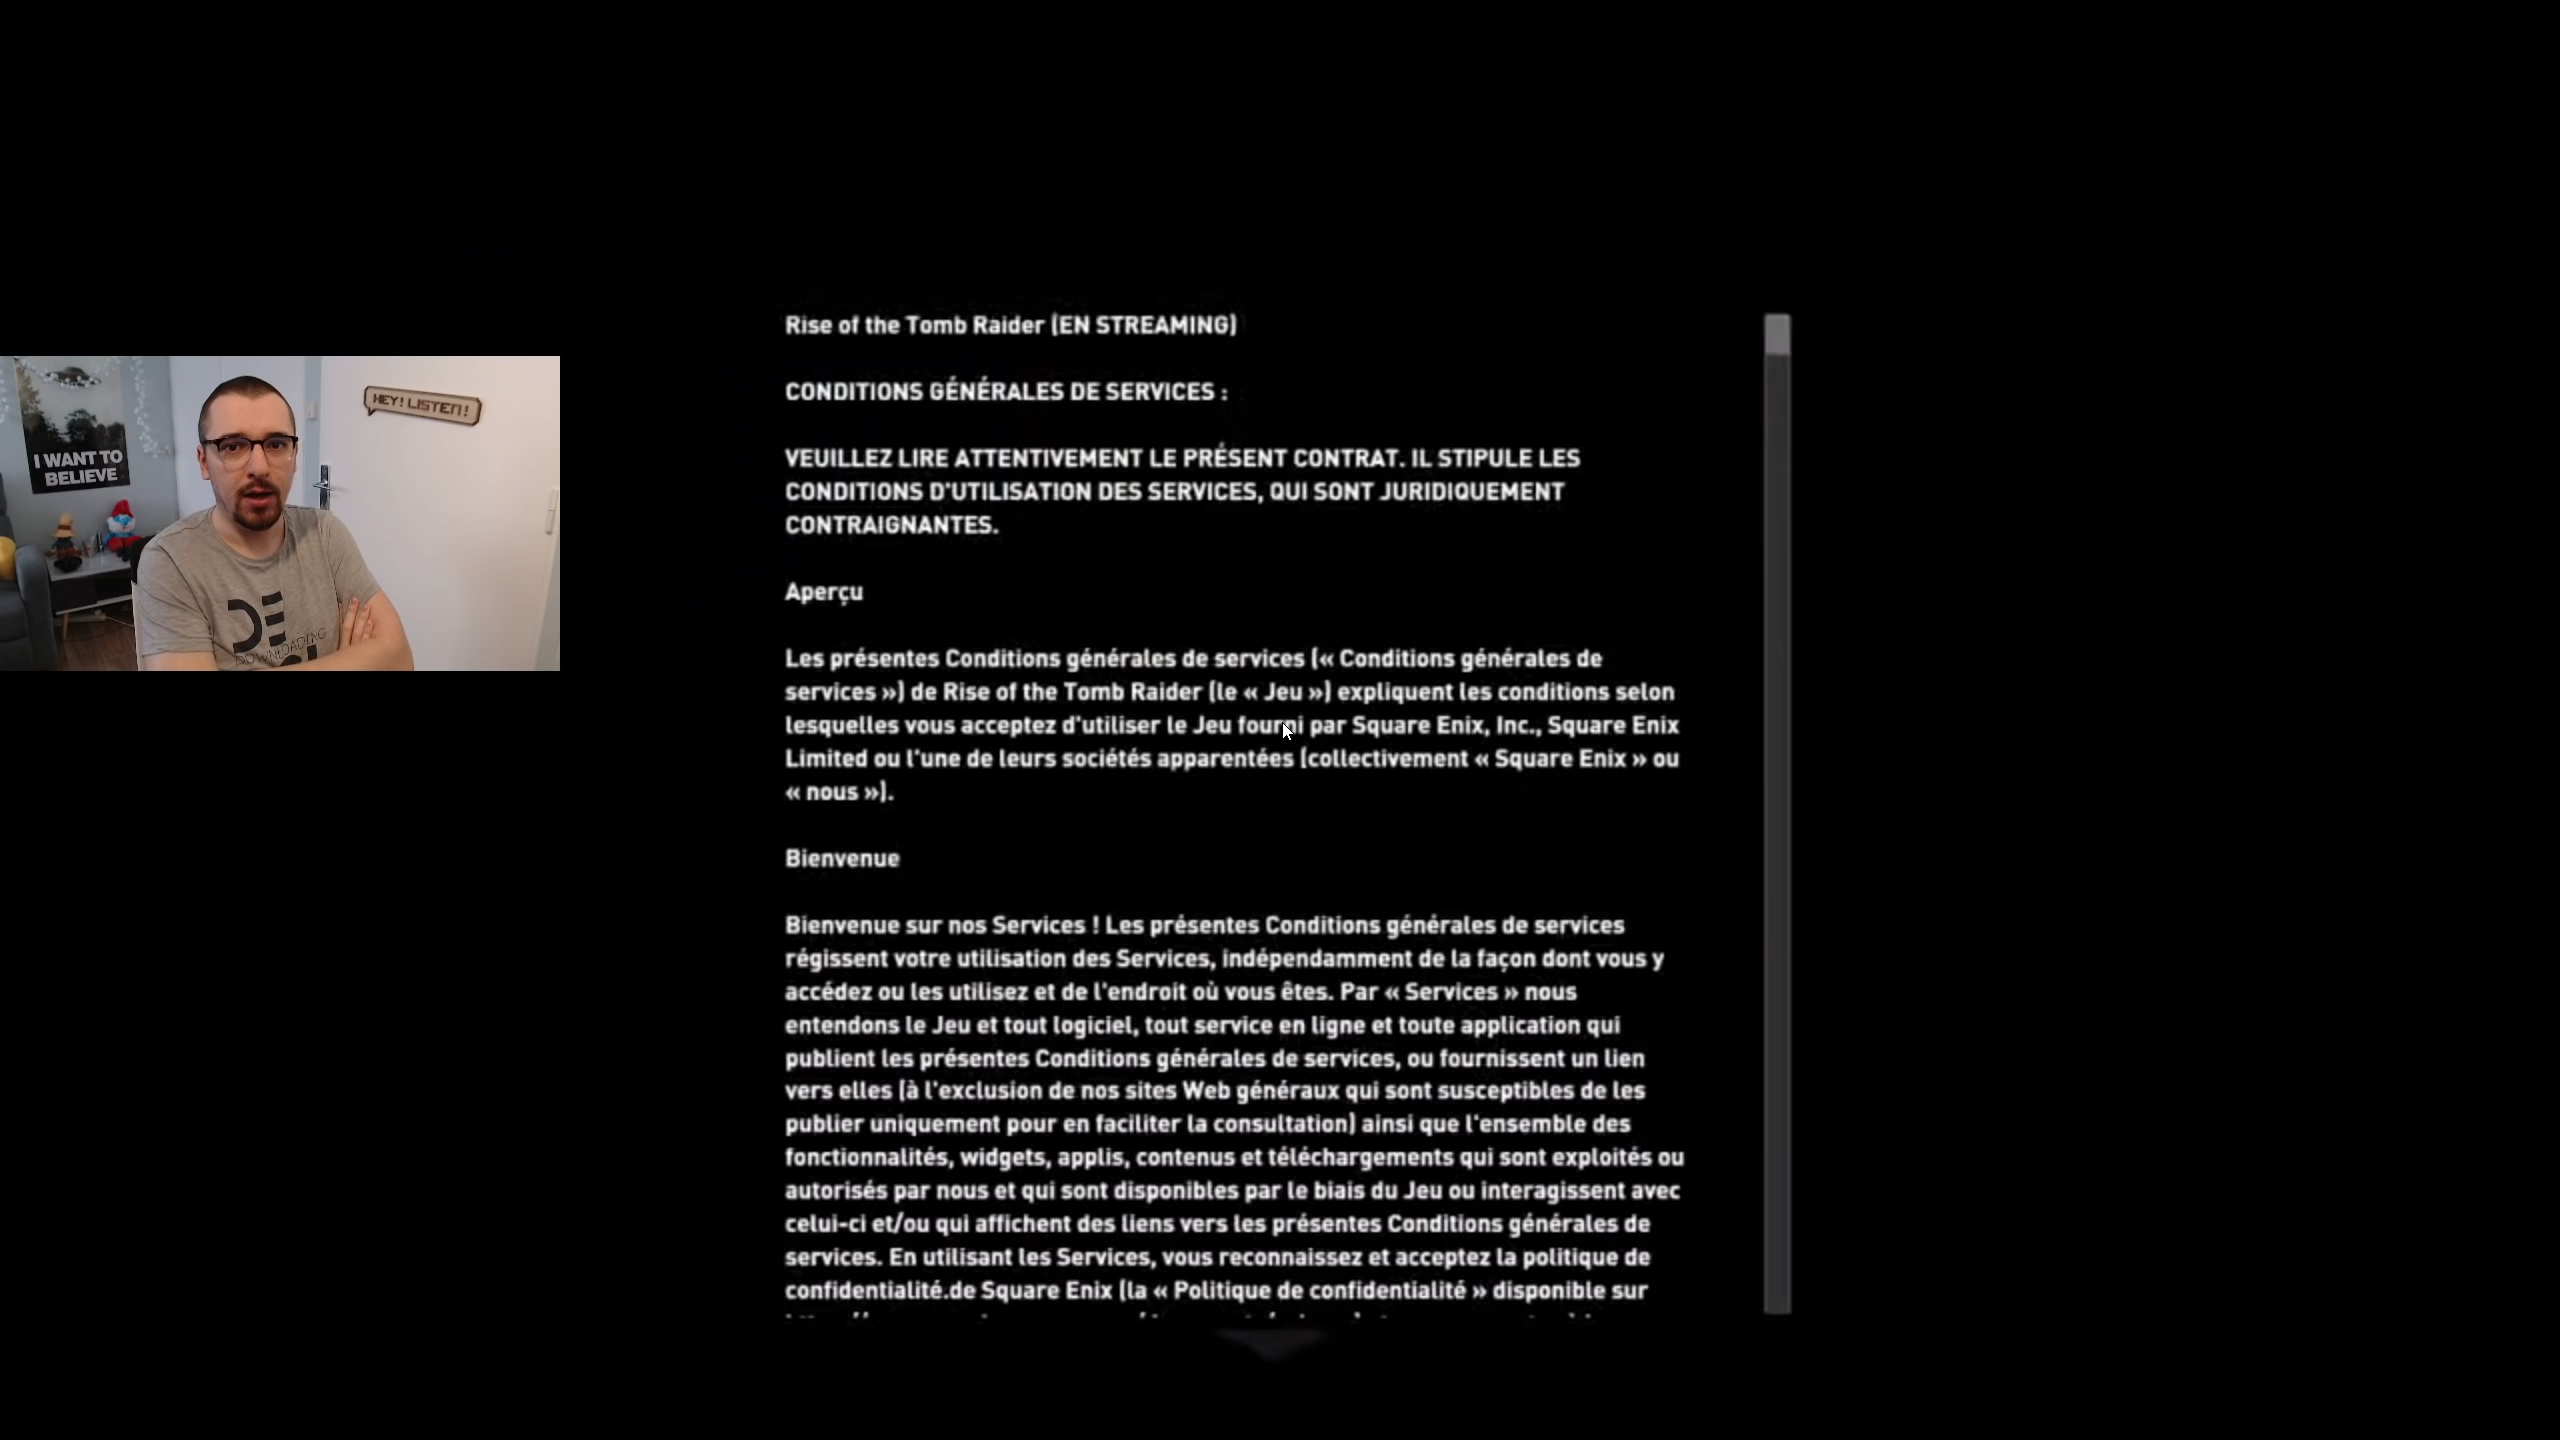 I WANT TO
BELIEVE
HEY! LISTEN!
DE
DOWNLOADING
Rise of the Tomb Raider (EN STREAMING)
CONDITIONS GÉNÉRALES DE SERVICES :
VEUILLEZ LIRE ATTENTIVEMENT LE PRÉSENT CONTRAT. IL STIPULE LES
CONDITIONS D'UTILISATION DES SERVICES, QUI SONT JURIDIQUEMENT
CONTRAIGNANTES.
Aperçu
Les présentes Conditions générales de services (« Conditions générales de
services ») de Rise of the Tomb Raider (le « Jeu ») expliquent les conditions selon
lesquelles vous acceptez d'utiliser le Jeu fourni par Square Enix, Inc., Square Enix
Limited ou l'une de leurs sociétés apparentées (collectivement « Square Enix » ou
« nous »).
Bienvenue
Bienvenue sur nos Services ! Les présentes Conditions générales de services
régissent votre utilisation des Services, indépendamment de la façon dont vous y
accédez ou les utilisez et de l'endroit où vous êtes. Par « Services » nous
entendons le Jeu et tout logiciel, tout service en ligne et toute application qui
publient les présentes Conditions générales de services, ou fournissent un lien
vers elles (à l'exclusion de nos sites Web généraux qui sont susceptibles de les
publier uniquement pour en faciliter la consultation) ainsi que l'ensemble des
fonctionnalités, widgets, applis, contenus et téléchargements qui sont exploités ou
autorisés par nous et qui sont disponibles par le biais du Jeu ou interagissent avec
celui-ci et/ou qui affichent des liens vers les présentes Conditions générales de
services. En utilisant les Services, vous reconnaissez et acceptez la politique de
confidentialité.de Square Enix (la « Politique de confidentialité » disponible sur